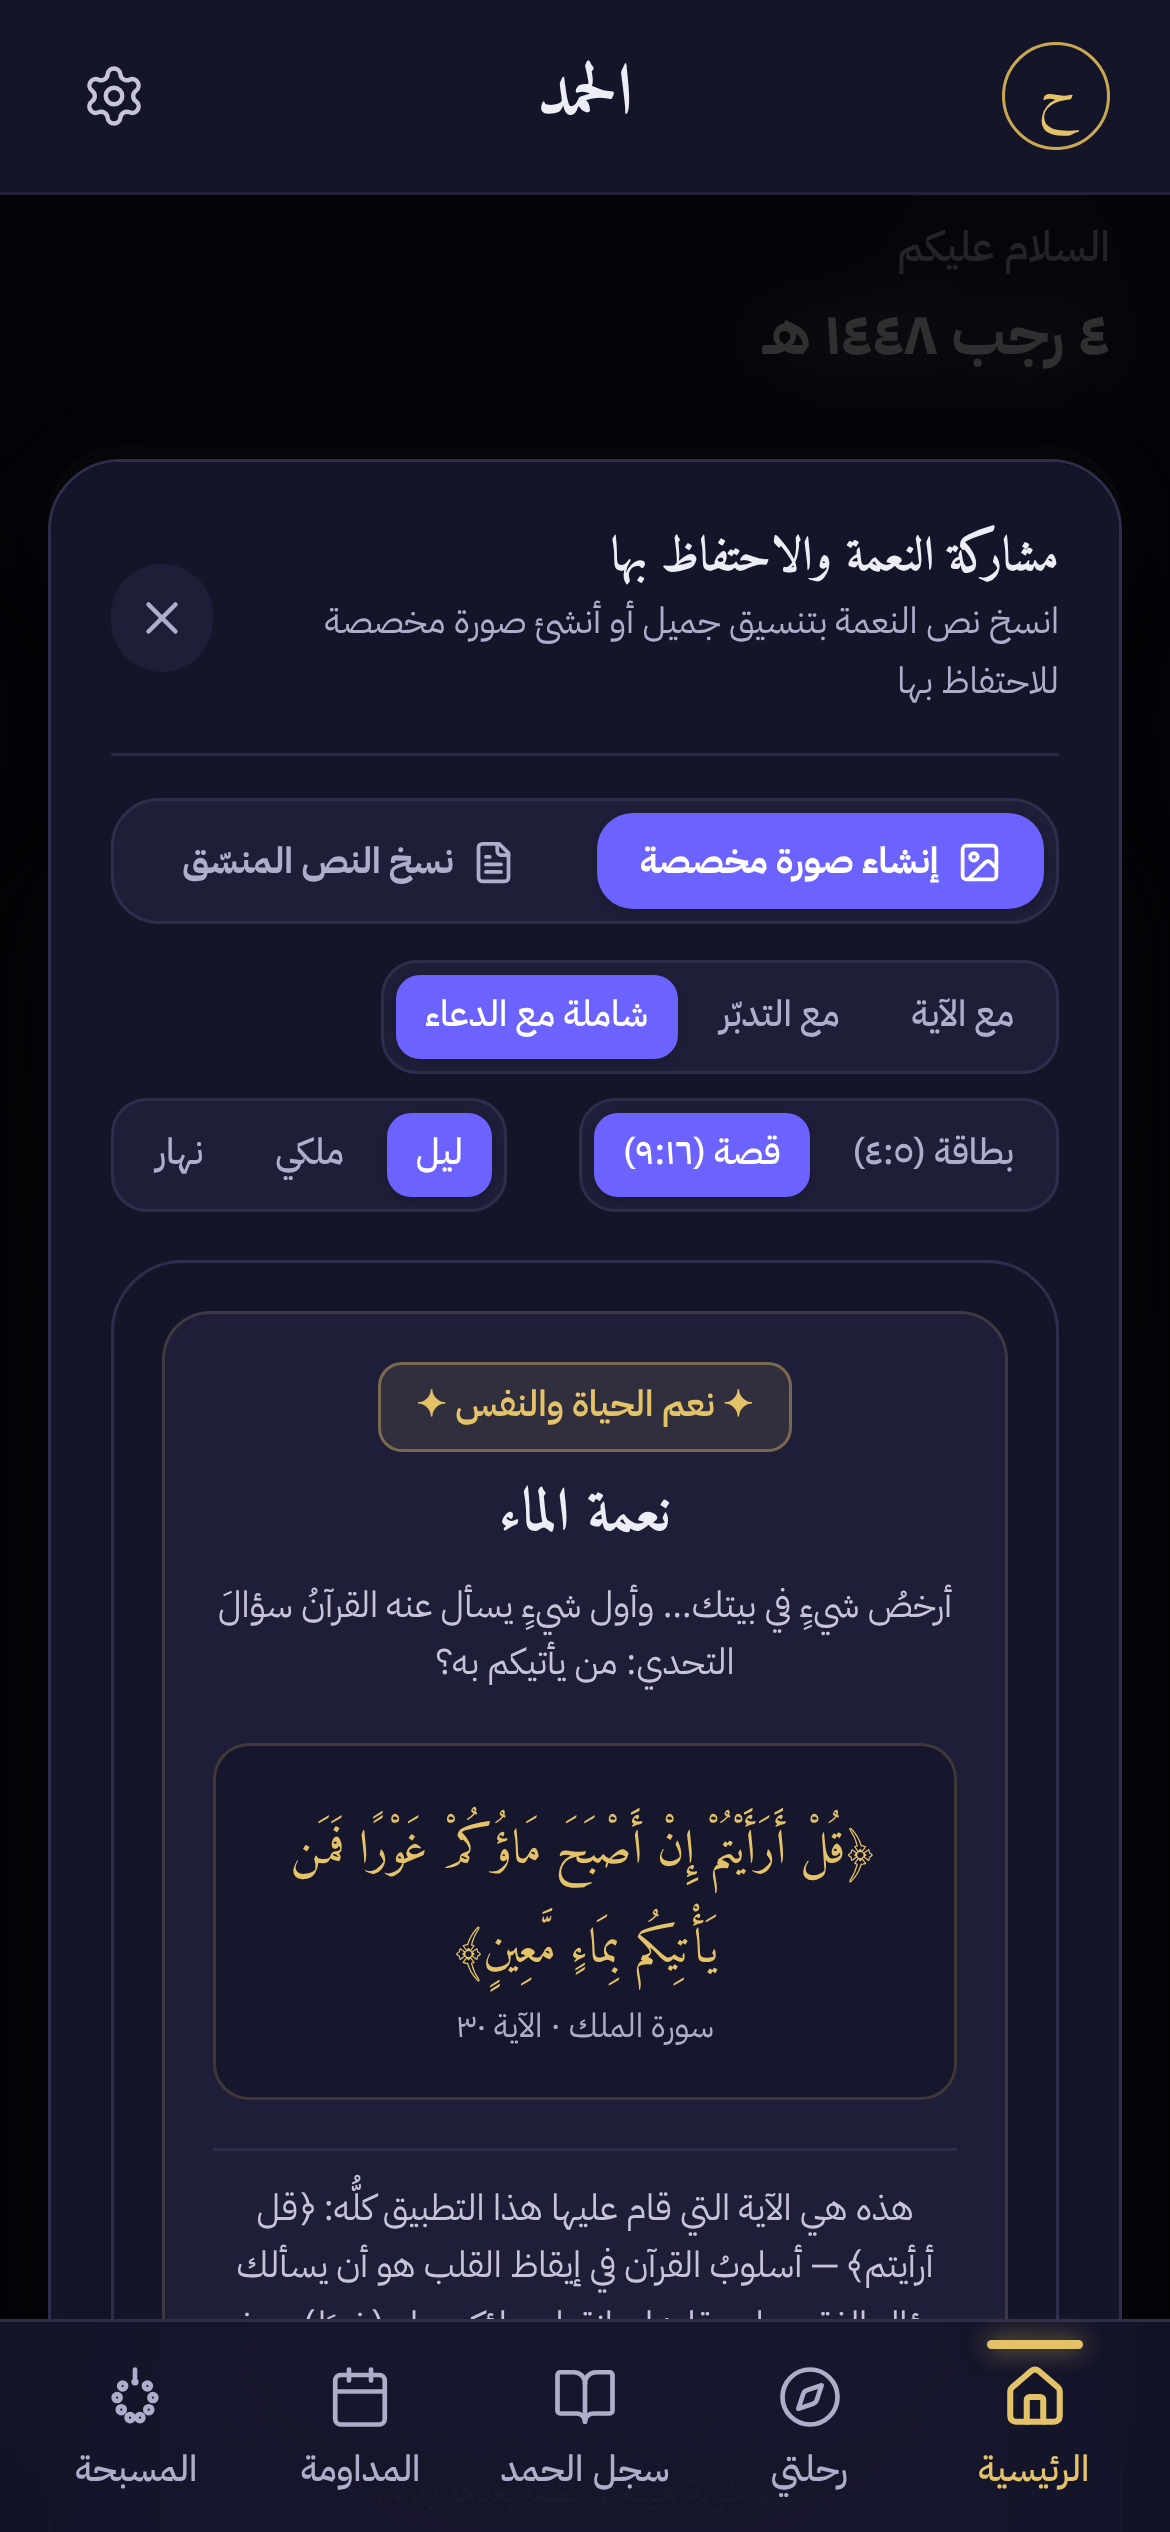 ح
الحمد
السلام عليكم
٤ رجب ١٤٤٨ هـ
مشاركة النعمة والاحتفاظ بها
انسخ نص النعمة بتنسيق جميل أو أنشئ صورة مخصصة
للاحتفاظ بها
إنشاء صورة مخصصة
نسخ النص المنسّق
مع الآية
مع التدبّر
شاملة مع الدعاء
بطاقة (٤:٥)
قصة (٩:١٦)
ليل
ملكي
نهار
✦ نعم الحياة والنفس ✦
نعمة الماء
أرخصُ شيءٍ في بيتك... وأول شيءٍ يسأل عنه القرآنُ سؤالَ
التحدي: من يأتيكم به؟
﴿قُلْ أَرَأَيْتُمْ إِنْ أَصْبَحَ مَاؤُكُمْ غَوْرًا فَمَن
يَأْتِيكُم بِمَاءٍ مَّعِينٍ﴾
سورة الملك · الآية ٣٠
هذه هي الآية التي قام عليها هذا التطبيق كلُّه: ﴿قل
أرأيتم﴾ — أسلوبُ القرآن في إيقاظ القلب هو أن يسألك
الرئيسية
رحلتي
سجل الحمد
المداومة
المسبحة